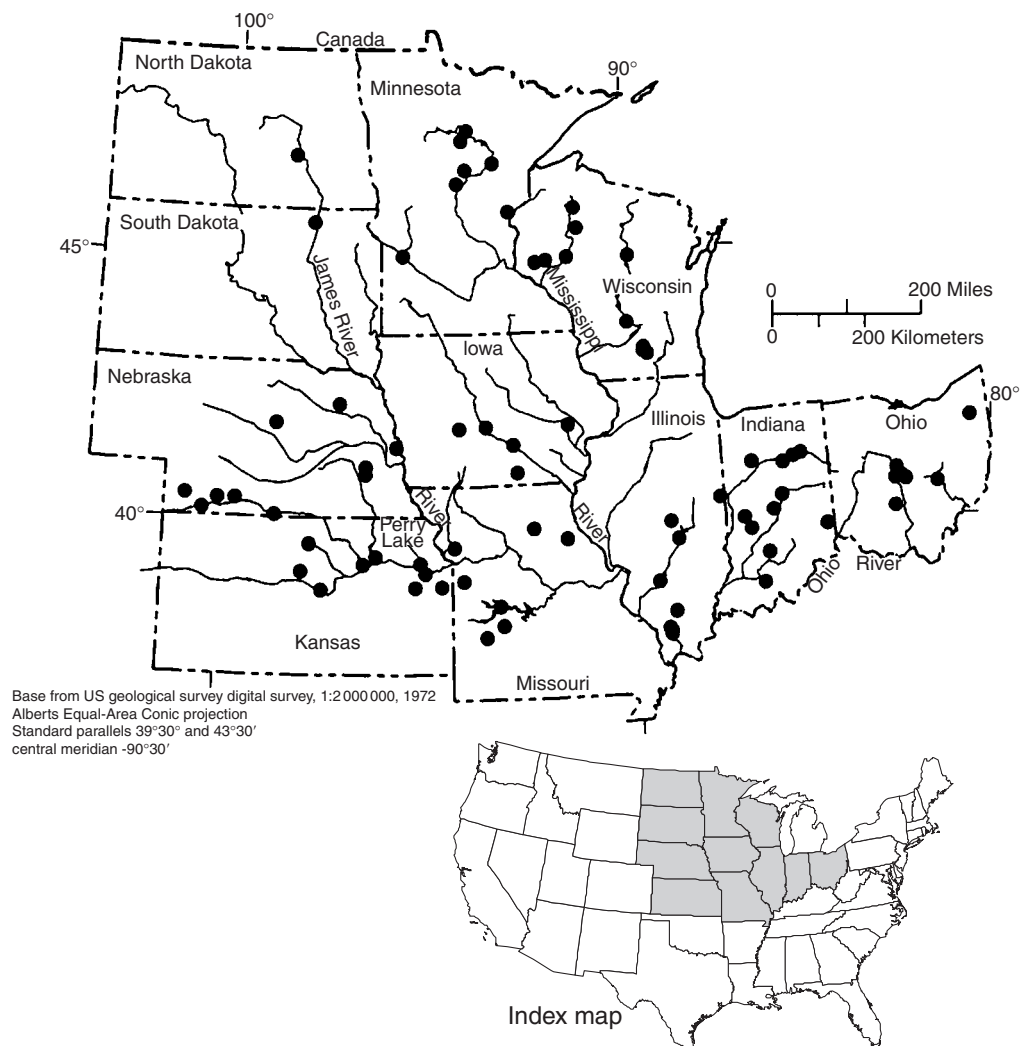 100°
Canada
North Dakota
90°
Minnesota
South Dakota
45°
James River
Mississippi
Wisconsin
0 200 Miles
0 200 Kilometers
Iowa
Nebraska
80°
Illinois
Indiana
Ohio
River
River
40°
Perry
Lake
Ohio
River
Kansas
Missouri
Base from US geological survey digital survey, 1:2 000 000, 1972
Alberts Equal-Area Conic projection
Standard parallels 39°30° and 43°30′
central meridian -90°30′
Index map